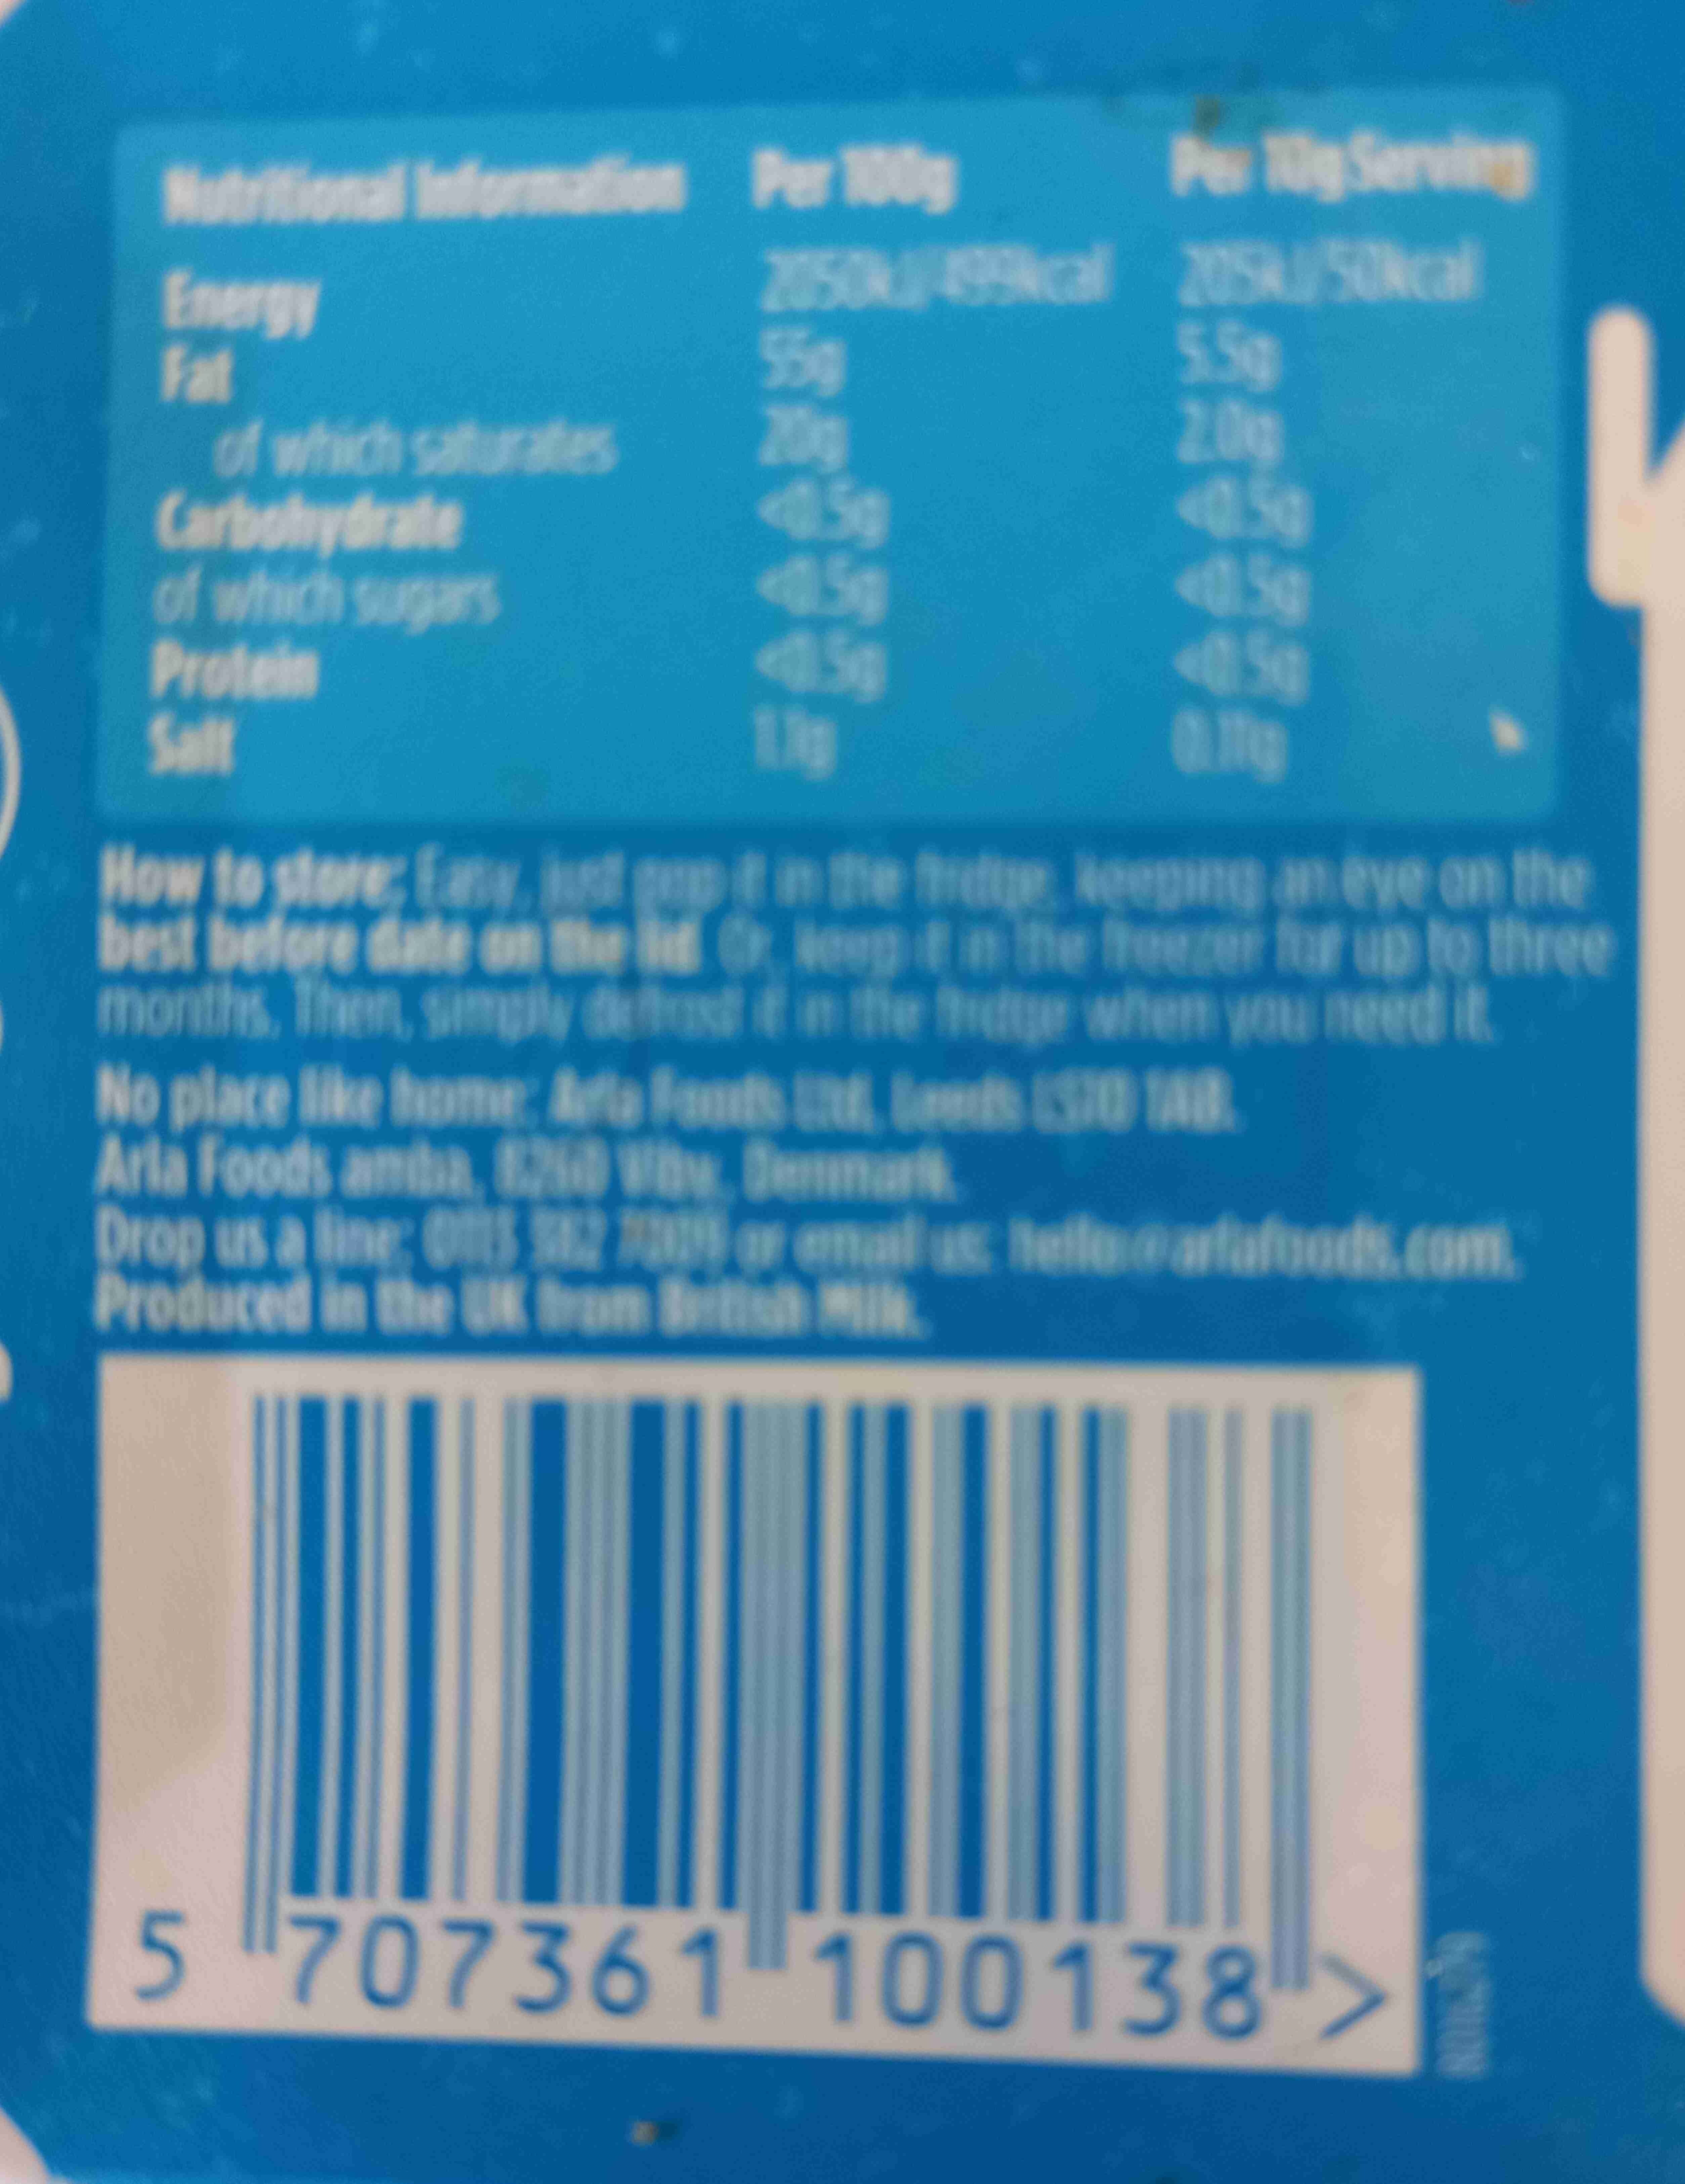 Nutritional Information Per 100g Per 10g Serving
Energy 2050kJ/499kcal 205kJ/50kcal
Fat 55g 5.5g
of which saturates 20g 2.0g
Carbohydrate <0.5g <0.5g
of which sugars <0.5g <0.5g
Protein <0.5g <0.5g
Salt 1.1g 0.11g
How to store: Easy, just pop it in the fridge, keeping an eye on the
best before date on the lid. Or, keep it in the freezer for up to three
months. Then, simply defrost it in the fridge when you need it.
No place like home: Arla Foods Ltd, Leeds LS10 1AB.
Arla Foods amba, 8260 Viby, Denmark.
Drop us a line: 0113 382 7009 or email us: hello@arlafoods.com.
Produced in the UK from British Milk.
5 707361 100138 >